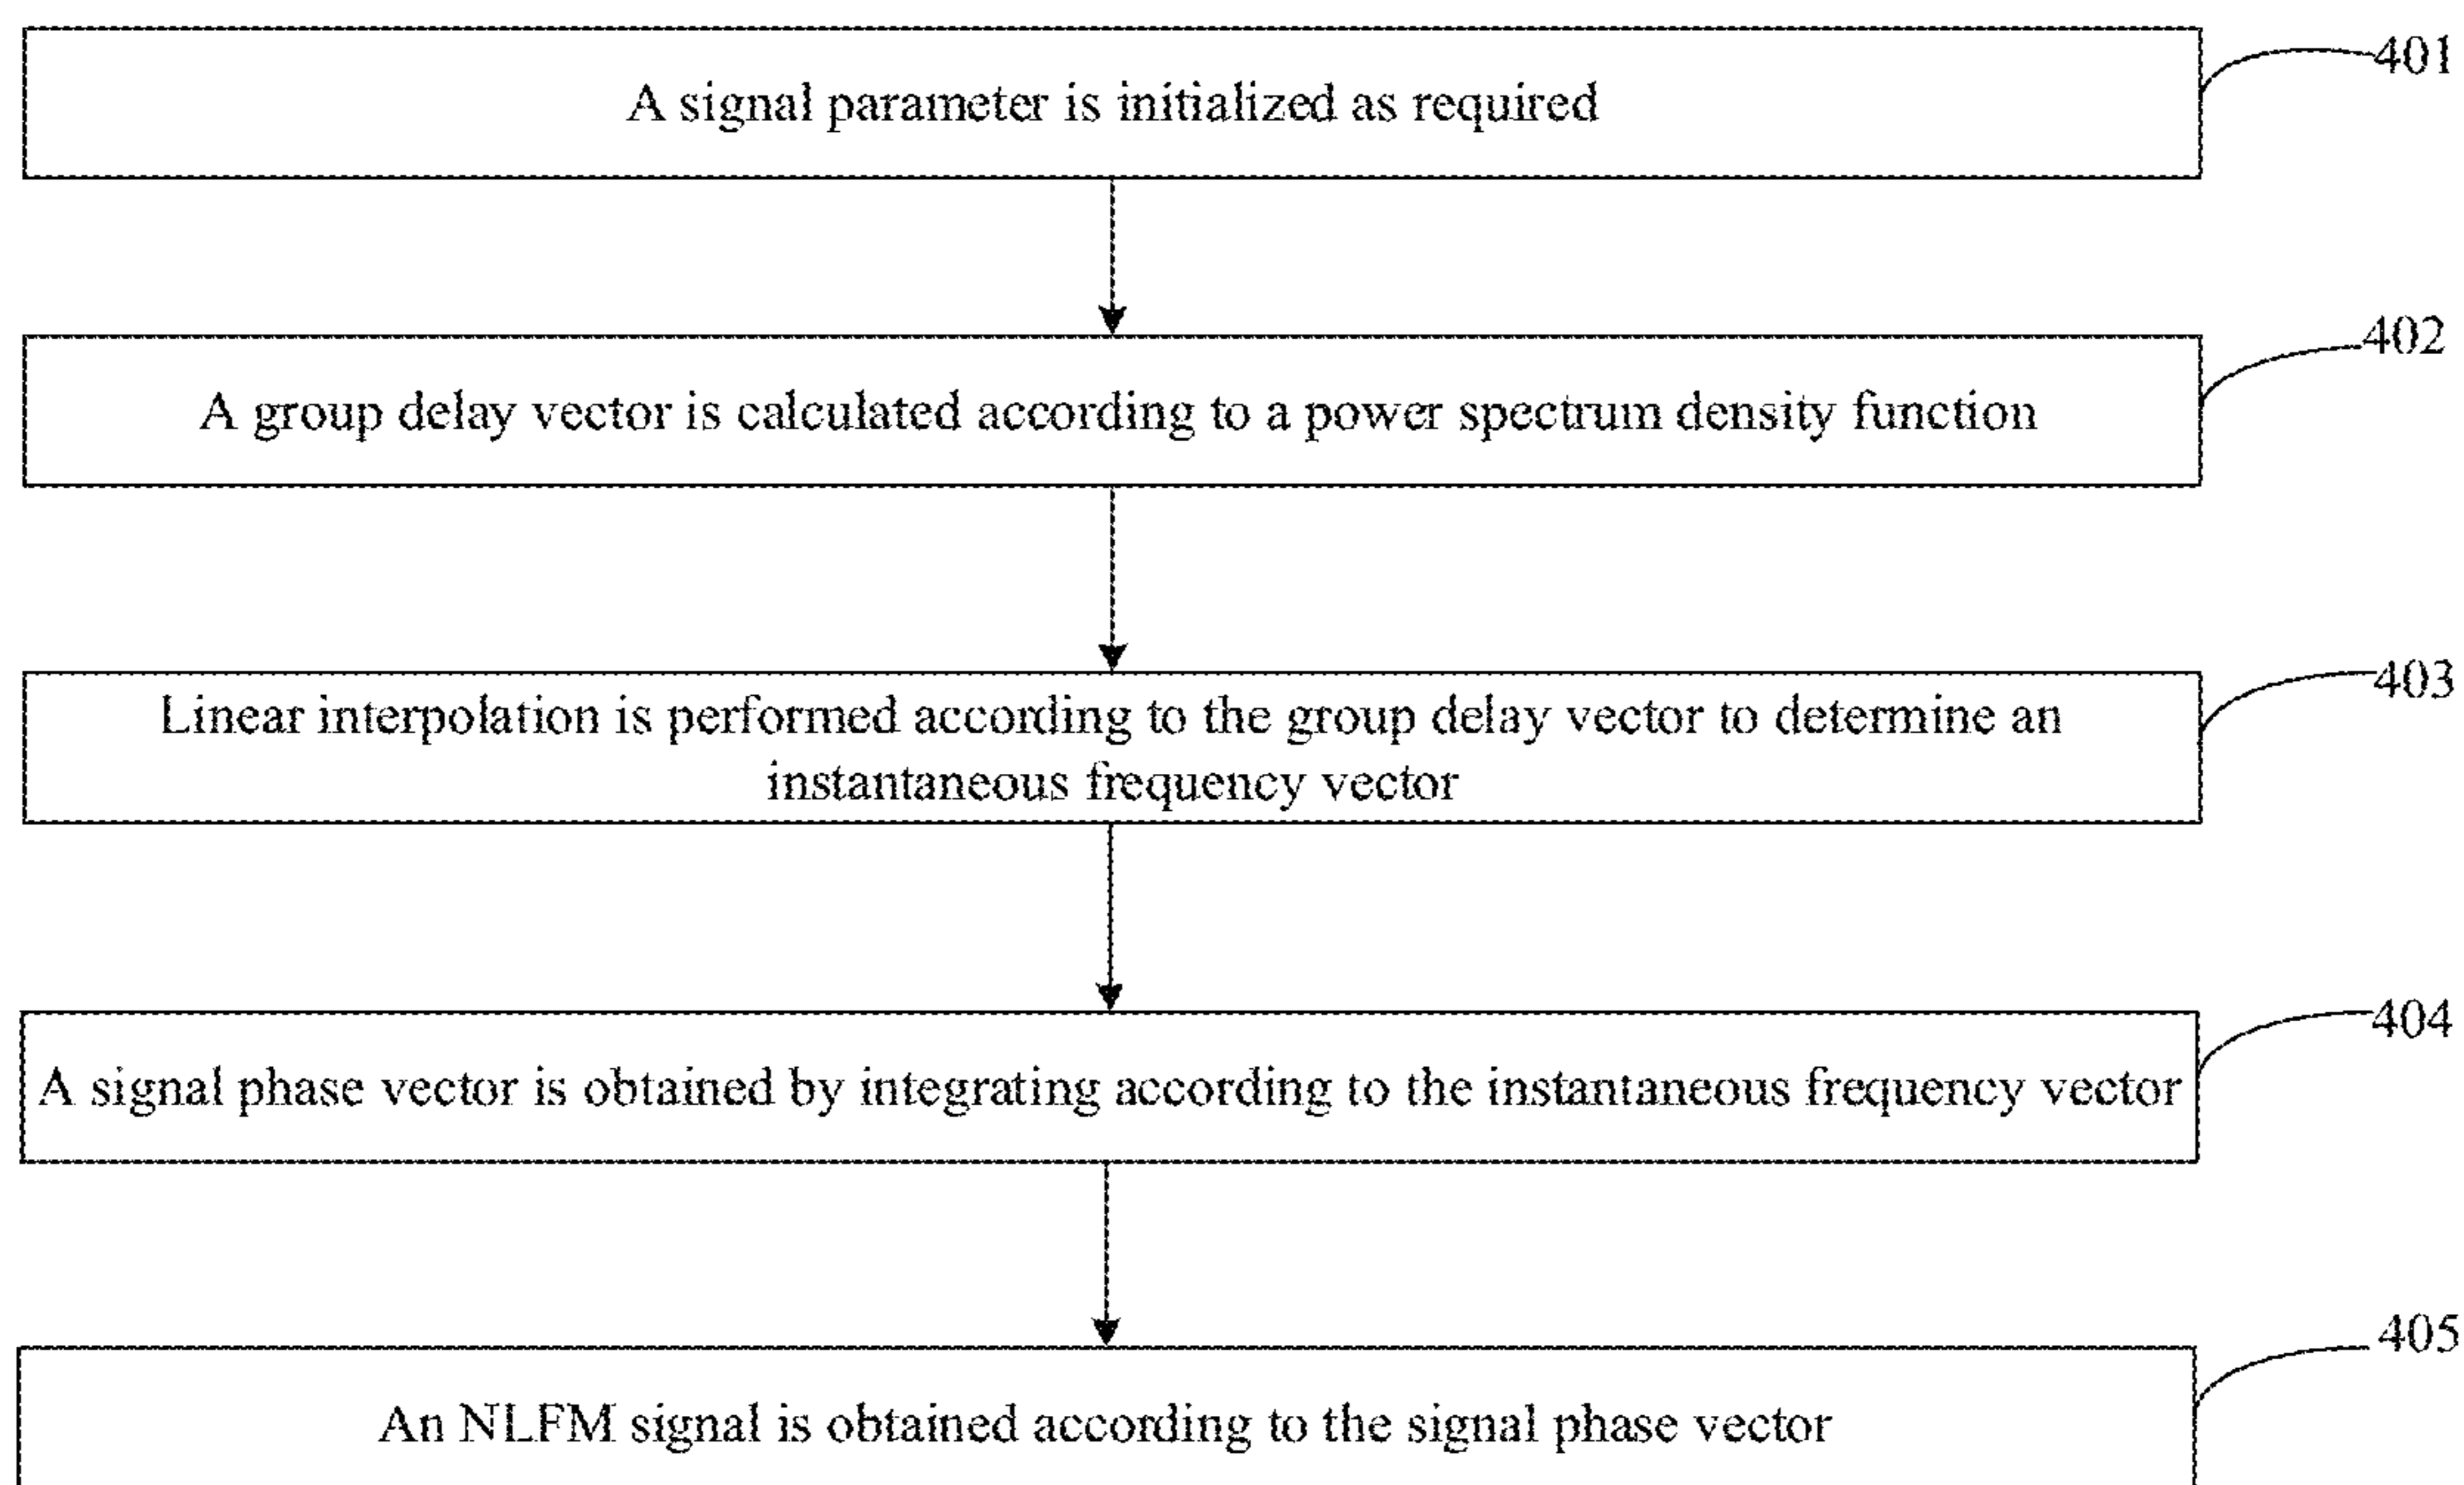 A signal parameter is initialized as required
401
A group delay vector is calculated according to a power spectrum density function
402
Linear interpolation is performed according to the group delay vector to determine an
instantaneous frequency vector
403
A signal phase vector is obtained by integrating according to the instantaneous frequency vector
404
An NLFM signal is obtained according to the signal phase vector
405